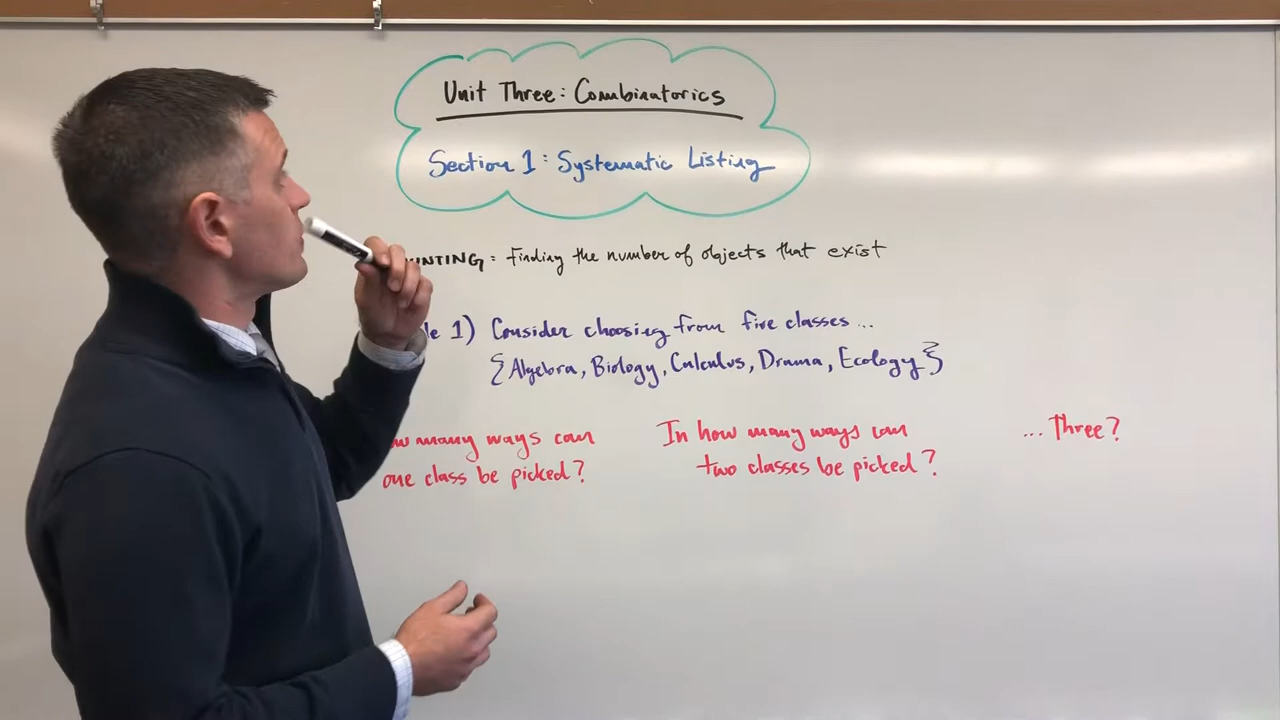 Unit Three: Combinatorics
Section 1: Systematic Listing
UNTING = Finding the number of objects that exist
le 1) Consider choosing from five classes...
{Algebra, Biology, Calculus, Drama, Ecology}
ow many ways can
one class be picked?
In how many ways can
two classes be picked?
... Three?